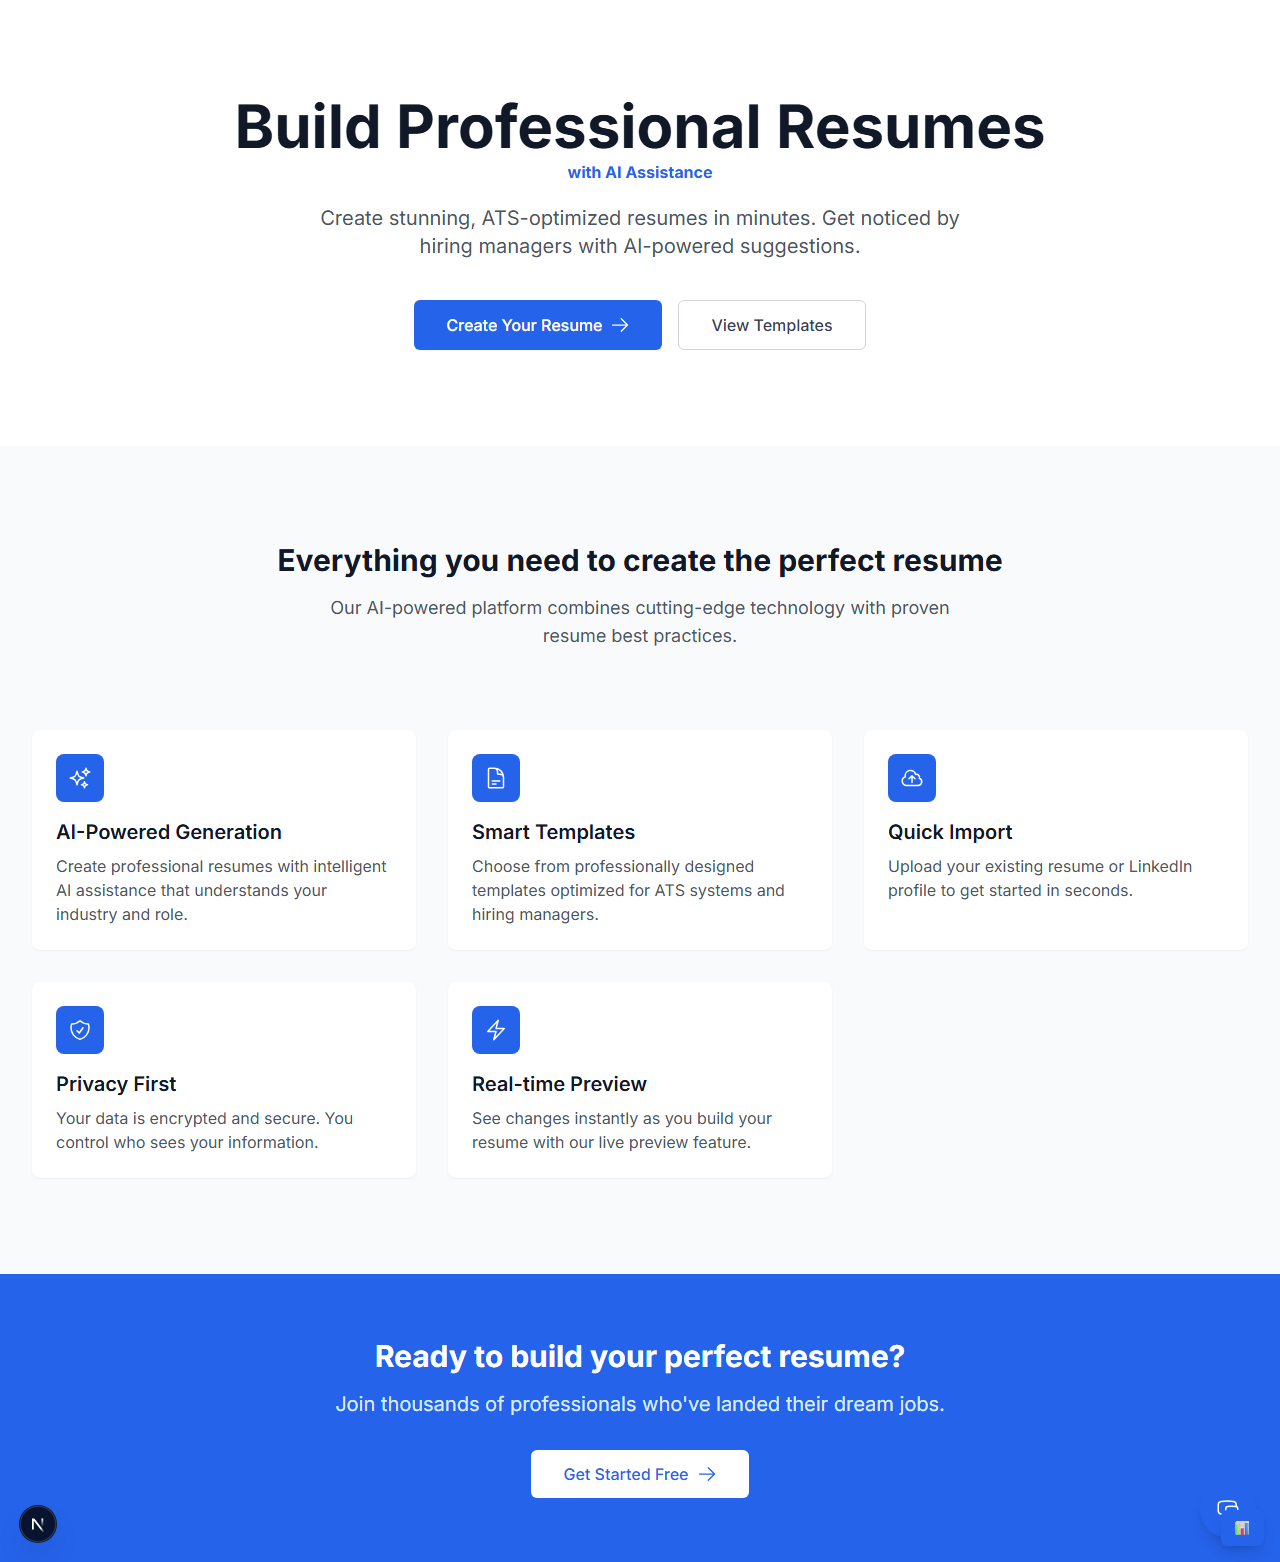 Build Professional Resumes
with AI Assistance
Create stunning, ATS-optimized resumes in minutes. Get noticed by
hiring managers with AI-powered suggestions.
Create Your Resume
View Templates
Everything you need to create the perfect resume
Our AI-powered platform combines cutting-edge technology with proven
resume best practices.
AI-Powered Generation
Create professional resumes with intelligent
AI assistance that understands your
industry and role.
Smart Templates
Choose from professionally designed
templates optimized for ATS systems and
hiring managers.
Quick Import
Upload your existing resume or LinkedIn
profile to get started in seconds.
Privacy First
Your data is encrypted and secure. You
control who sees your information.
Real-time Preview
See changes instantly as you build your
resume with our live preview feature.
Ready to build your perfect resume?
Join thousands of professionals who've landed their dream jobs.
Get Started Free
N